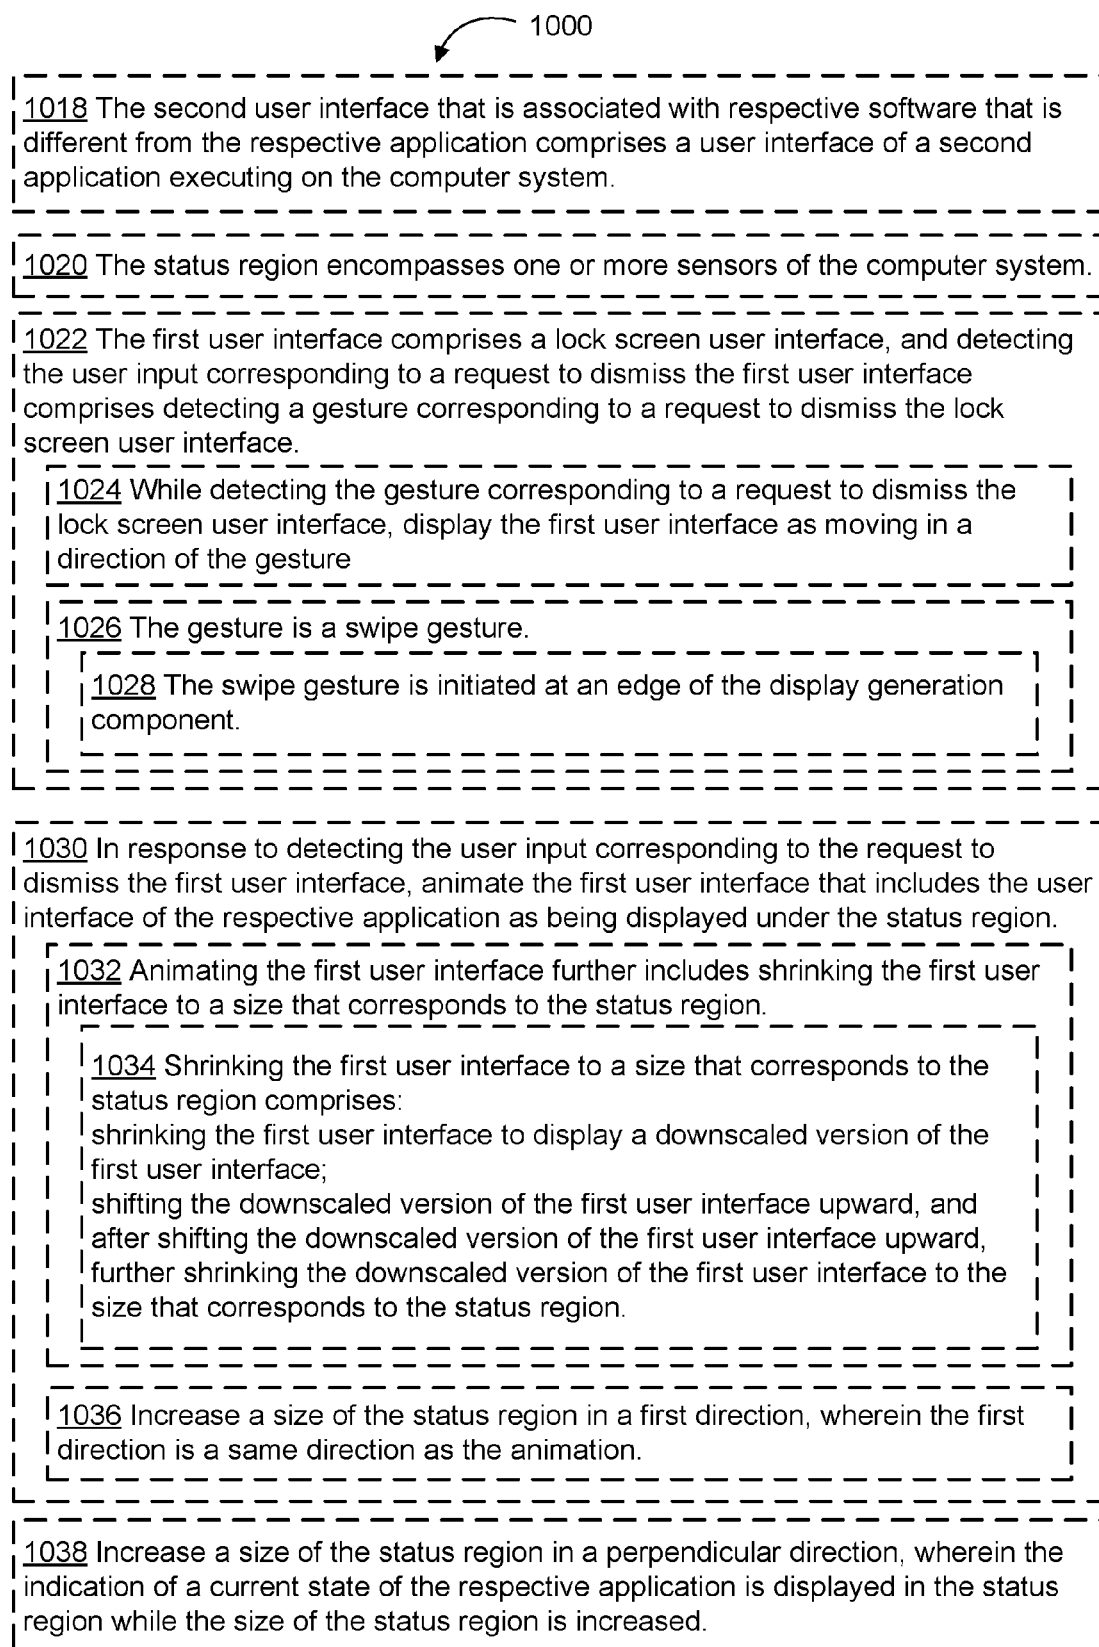 1000
1018 The second user interface that is associated with respective software that is
different from the respective application comprises a user interface of a second
application executing on the computer system.
1020 The status region encompasses one or more sensors of the computer system.
1022 The first user interface comprises a lock screen user interface, and detecting
the user input corresponding to a request to dismiss the first user interface
comprises detecting a gesture corresponding to a request to dismiss the lock
screen user interface.
1024 While detecting the gesture corresponding to a request to dismiss the
lock screen user interface, display the first user interface as moving in a
direction of the gesture
1026 The gesture is a swipe gesture.
1028 The swipe gesture is initiated at an edge of the display generation
component.
1030 In response to detecting the user input corresponding to the request to
dismiss the first user interface, animate the first user interface that includes the user
interface of the respective application as being displayed under the status region.
1032 Animating the first user interface further includes shrinking the first user
interface to a size that corresponds to the status region.
1034 Shrinking the first user interface to a size that corresponds to the
status region comprises:
shrinking the first user interface to display a downscaled version of the
first user interface;
shifting the downscaled version of the first user interface upward, and
after shifting the downscaled version of the first user interface upward,
further shrinking the downscaled version of the first user interface to the
size that corresponds to the status region.
1036 Increase a size of the status region in a first direction, wherein the first
direction is a same direction as the animation.
1038 Increase a size of the status region in a perpendicular direction, wherein the
indication of a current state of the respective application is displayed in the status
region while the size of the status region is increased.